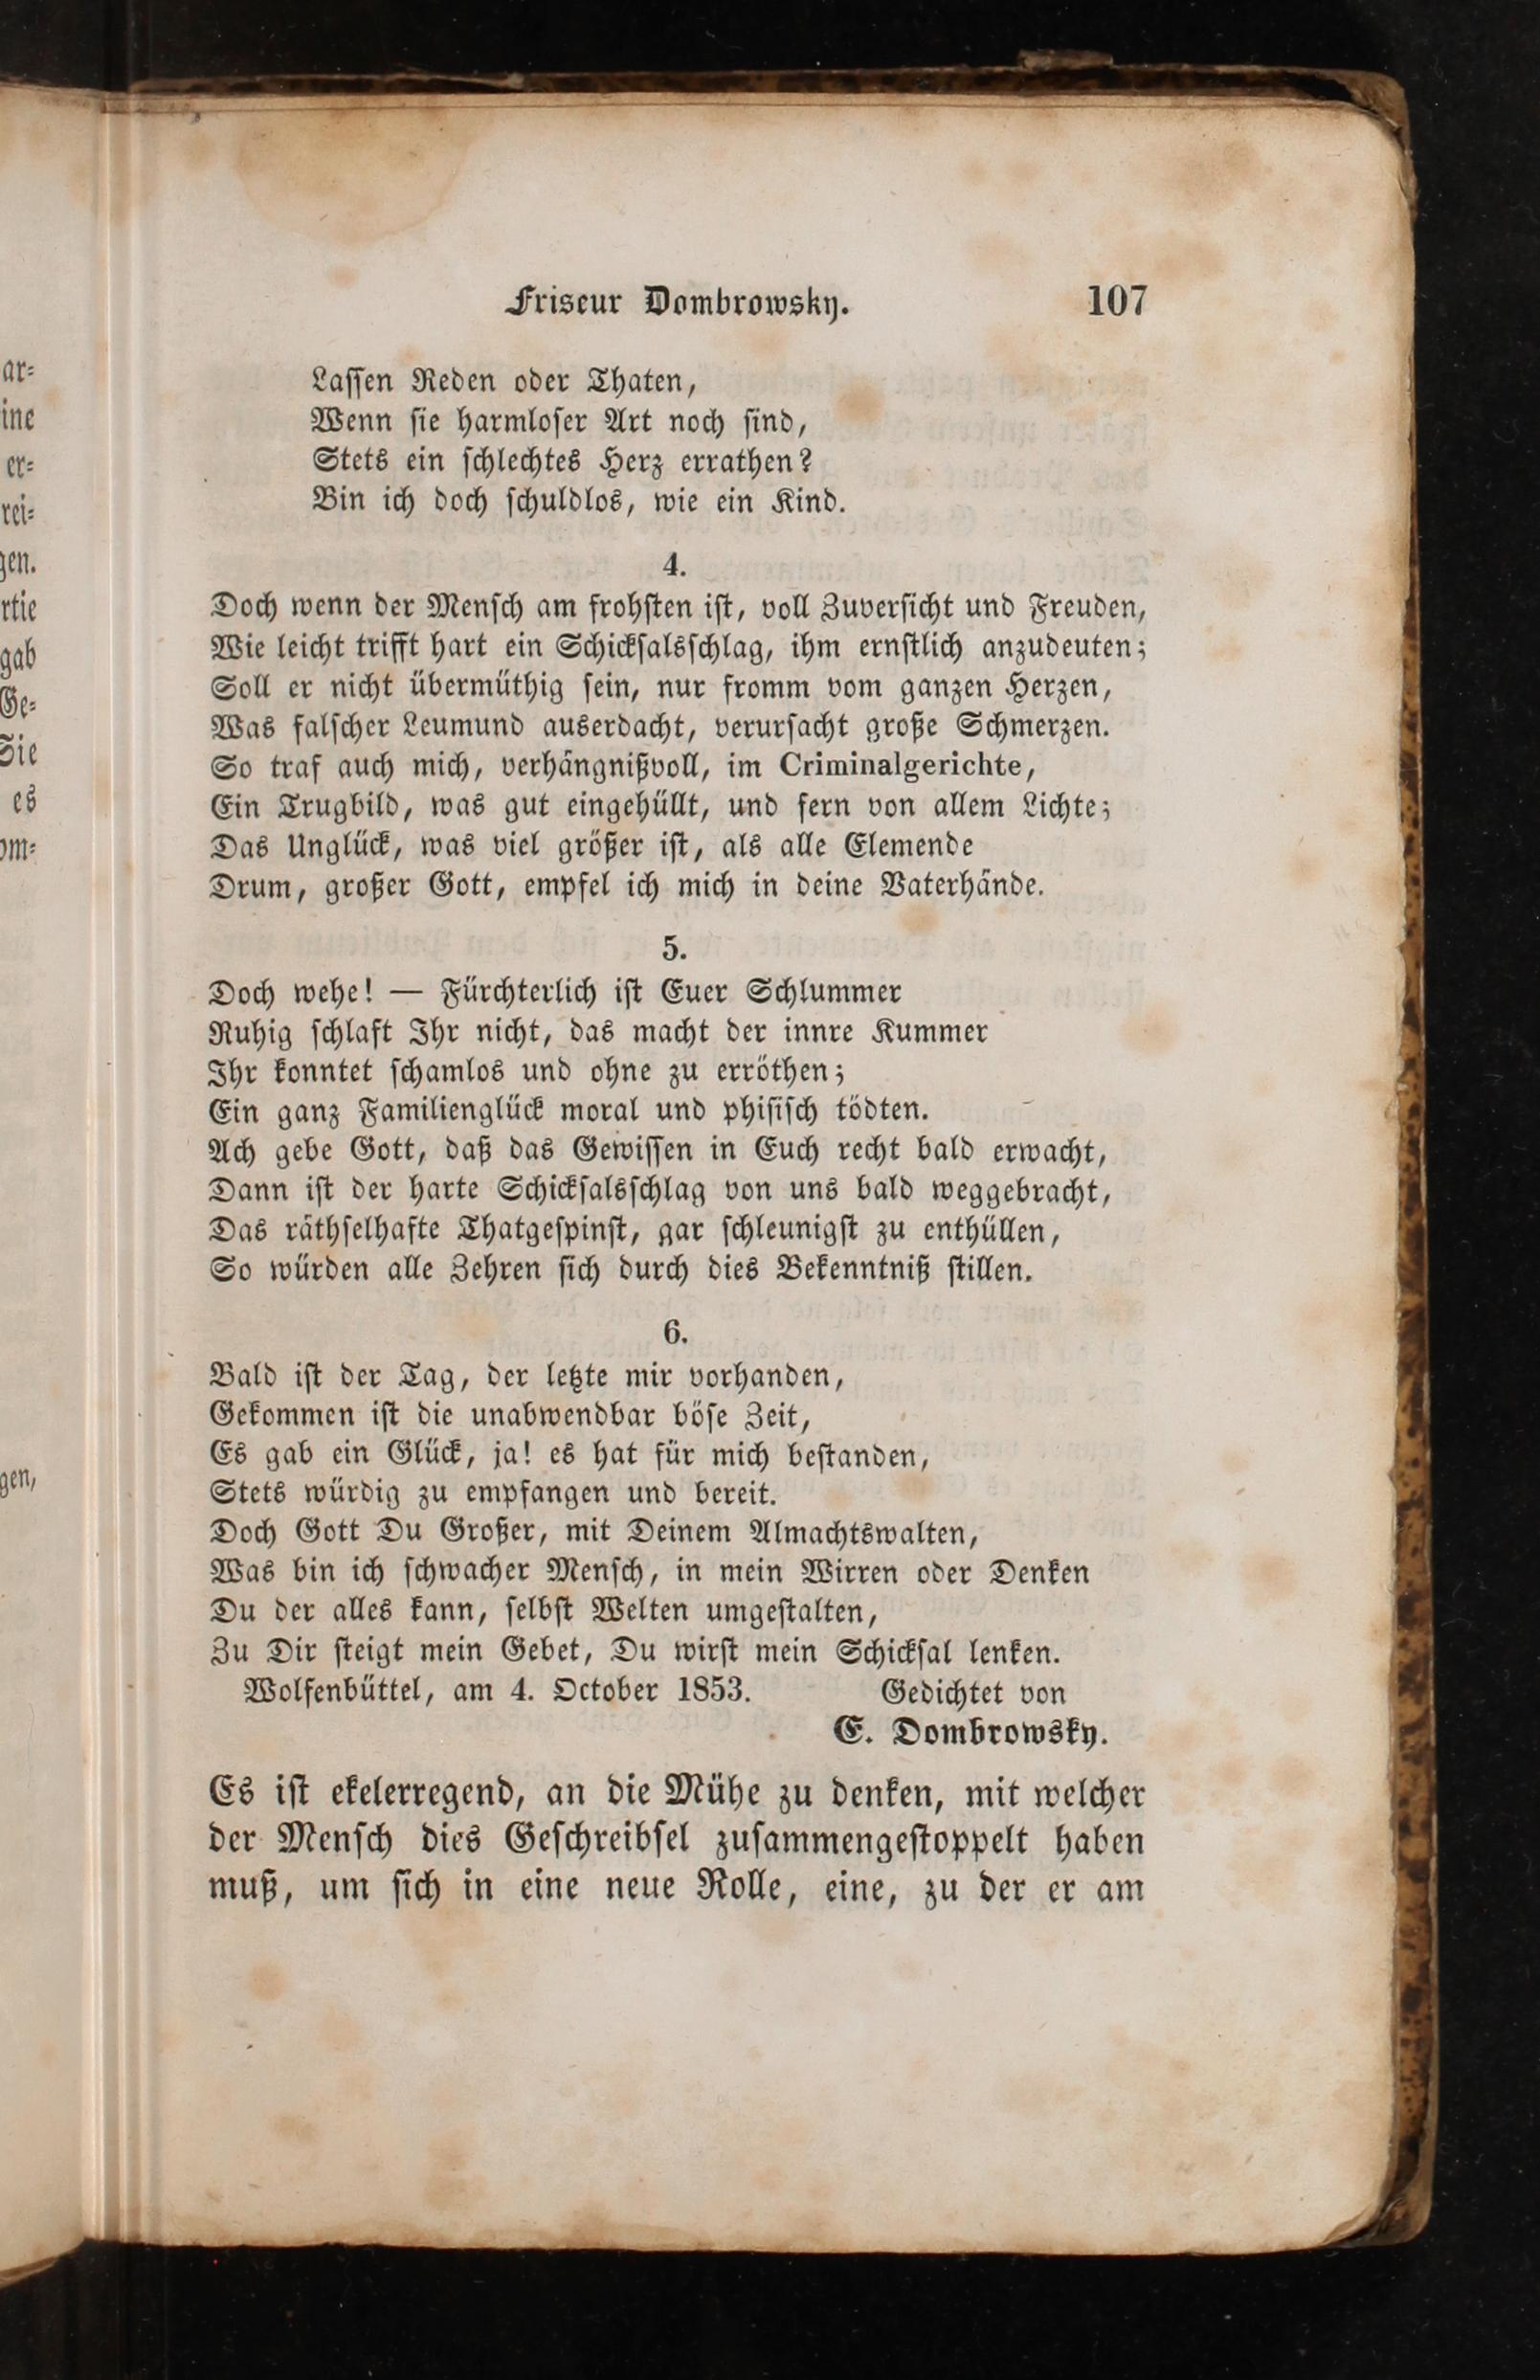 ar=
ine
er=
rei=
gen.
rtie
gab
Ge=
Sie
es
om=
gen,
Friseur Dombrowsky. 107
Laſſen Reden oder Thaten,
Wenn ſie harmloſer Art noch ſind,
Stets ein ſchlechtes Herz errathen?
Bin ich doch ſchuldlos, wie ein Kind.
4.
Doch wenn der Menſch am frohſten iſt, voll Zuverſicht und Freuden,
Wie leicht trifft hart ein Schickſalsſchlag, ihm ernſtlich anzudeuten;
Soll er nicht übermüthig ſein, nur fromm vom ganzen Herzen,
Was falſcher Leumund auserdacht, verurſacht große Schmerzen.
So traf auch mich, verhängnißvoll, im Criminalgerichte,
Ein Trugbild, was gut eingehüllt, und fern von allem Lichte;
Das Unglück, was viel größer iſt, als alle Elemende
Drum, großer Gott, empfel ich mich in deine Vaterhände.
5.
Doch wehe! — Fürchterlich iſt Euer Schlummer
Ruhig ſchlaft Ihr nicht, das macht der innre Kummer
Ihr konntet ſchamlos und ohne zu erröthen;
Ein ganz Familienglück moral und phiſiſch tödten.
Ach gebe Gott, daß das Gewiſſen in Euch recht bald erwacht,
Dann iſt der harte Schickſalsſchlag von uns bald weggebracht,
Das räthſelhafte Thatgeſpinſt, gar ſchleunigſt zu enthüllen,
So würden alle Zehren ſich durch dies Bekenntniß ſtillen.
6.
Bald iſt der Tag, der letzte mir vorhanden,
Gekommen iſt die unabwendbar böſe Zeit,
Es gab ein Glück, ja! es hat für mich beſtanden,
Stets würdig zu empfangen und bereit.
Doch Gott Du Großer, mit Deinem Almachtswalten,
Was bin ich ſchwacher Menſch, in mein Wirren oder Denken
Du der alles kann, ſelbſt Welten umgeſtalten,
Zu Dir ſteigt mein Gebet, Du wirſt mein Schickſal lenken.
Wolfenbüttel, am 4. October 1853. Gedichtet von
E. Dombrowsky.
Es iſt ekelerregend, an die Mühe zu denken, mit welcher
der Menſch dies Geſchreibſel zuſammengeſtoppelt haben
muß, um ſich in eine neue Rolle, eine, zu der er am